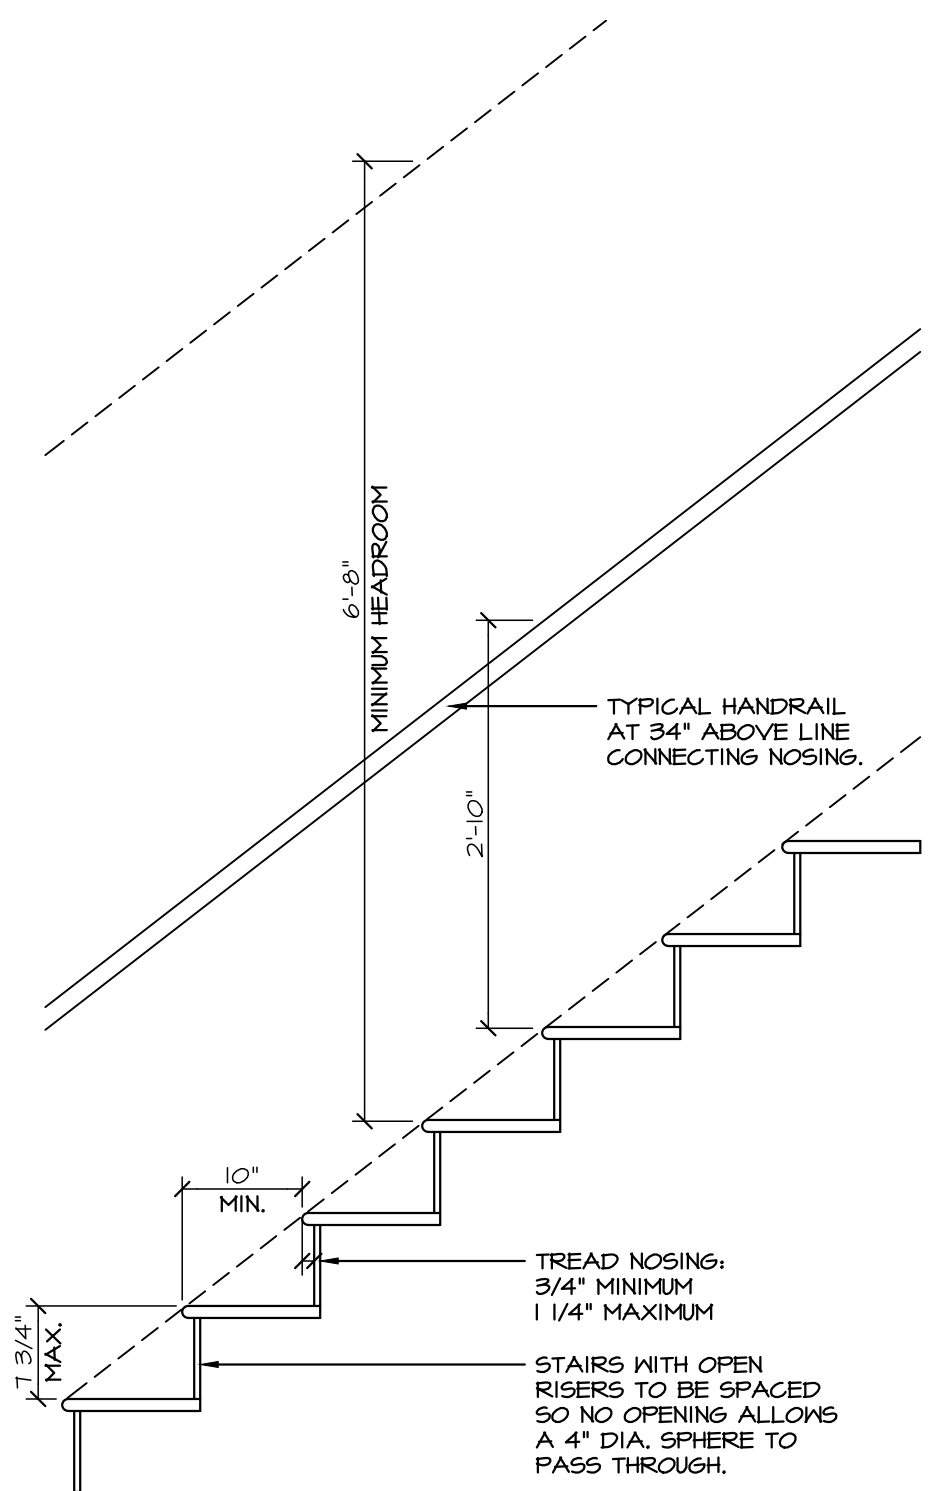 6'-8"
MINIMUM HEADROOM
TYPICAL HANDRAIL
AT 34" ABOVE LINE
CONNECTING NOSING.
2'-10"
10"
MIN.
TREAD NOSING:
3/4" MINIMUM
1 1/4" MAXIMUM
7 3/4"
MAX.
STAIRS WITH OPEN
RISERS TO BE SPACED
SO NO OPENING ALLOWS
A 4" DIA. SPHERE TO
PASS THROUGH.